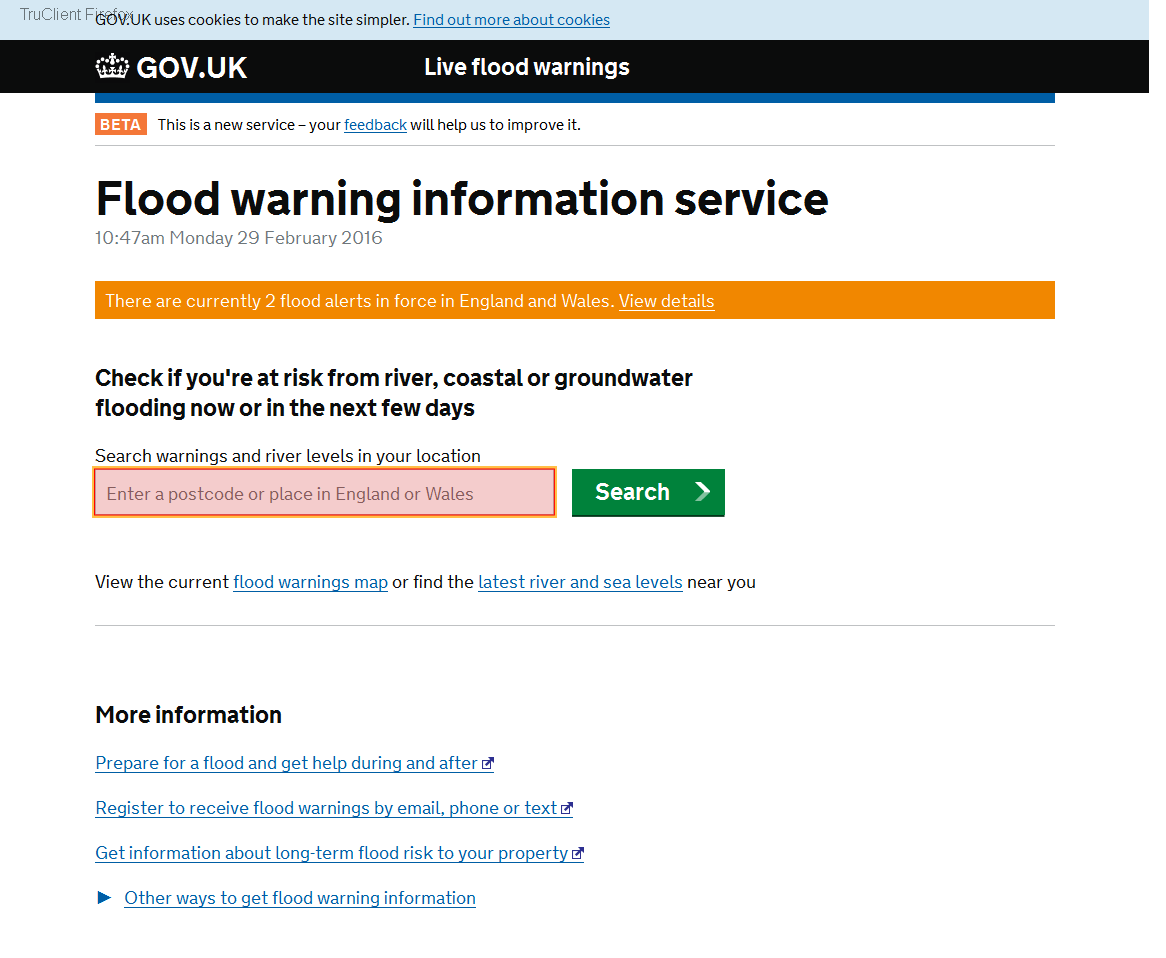 TruClient Firefox
GOV.UK uses cookies to make the site simpler. Find out more about cookies
GOV.UK
Live flood warnings
BETA This is a new service – your feedback will help us to improve it.
Flood warning information service
10:47am Monday 29 February 2016
There are currently 2 flood alerts in force in England and Wales. View details
Check if you're at risk from river, coastal or groundwater
flooding now or in the next few days
Search warnings and river levels in your location
Enter a postcode or place in England or Wales
Search
View the current flood warnings map or find the latest river and sea levels near you
More information
Prepare for a flood and get help during and after
Register to receive flood warnings by email, phone or text
Get information about long-term flood risk to your property
Other ways to get flood warning information